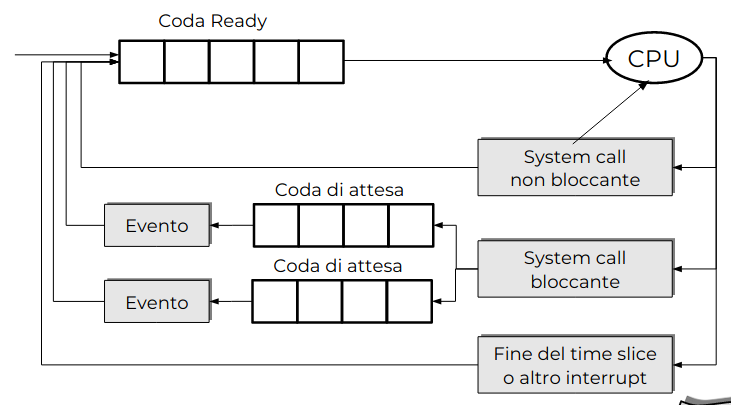 Coda Ready
CPU
System call
non bloccante
Coda di attesa
Evento
System call
bloccante
Coda di attesa
Evento
Fine del time slice
o altro interrupt